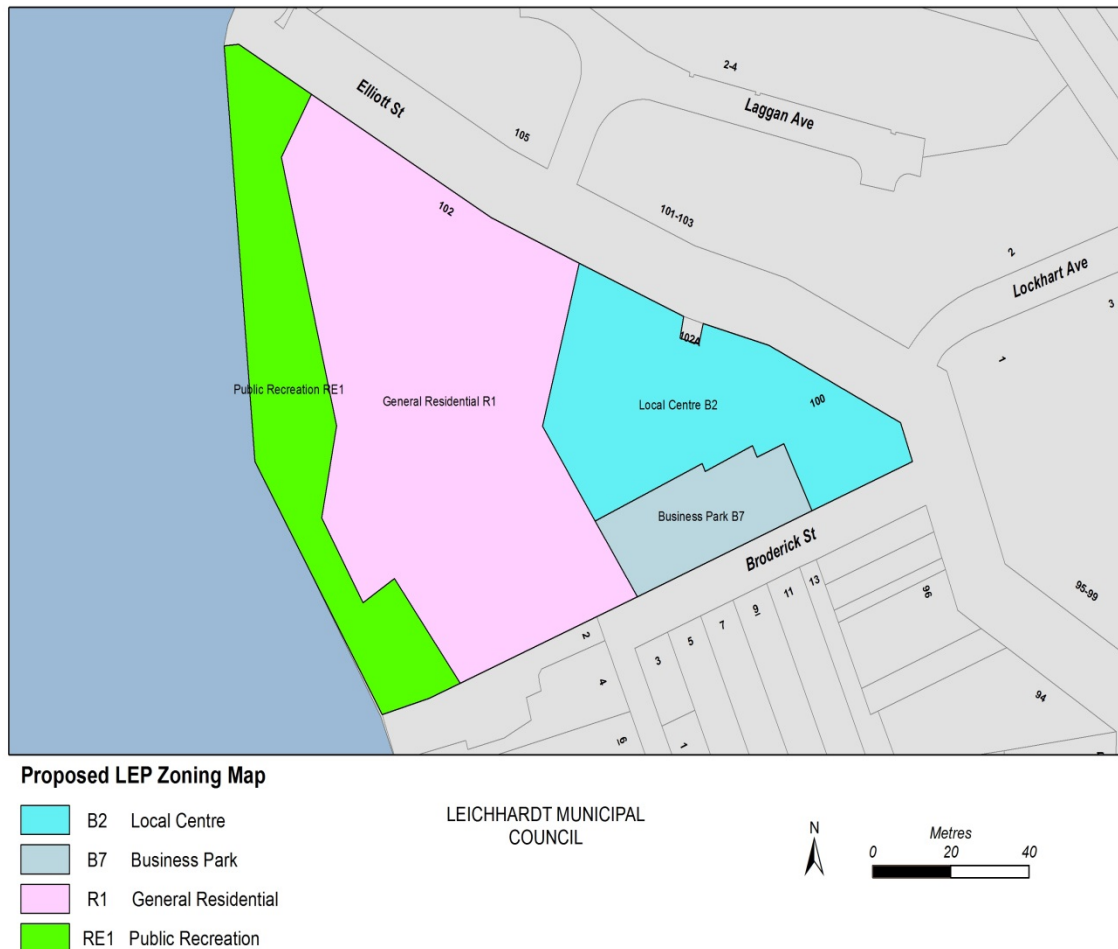 2-4
Elliott St
Laggan Ave
105
102
101-103
2
Lockhart Ave
3
102A
1
Public Recreation RE1
General Residential R1
Local Centre B2
100
Business Park B7
Broderick St
13
11
9
7
5
3
2
4
6
1
96
95-99
94
Proposed LEP Zoning Map
B2 Local Centre
B7 Business Park
R1 General Residential
RE1 Public Recreation
LEICHHARDT MUNICIPAL
COUNCIL
N
Metres
0 20 40